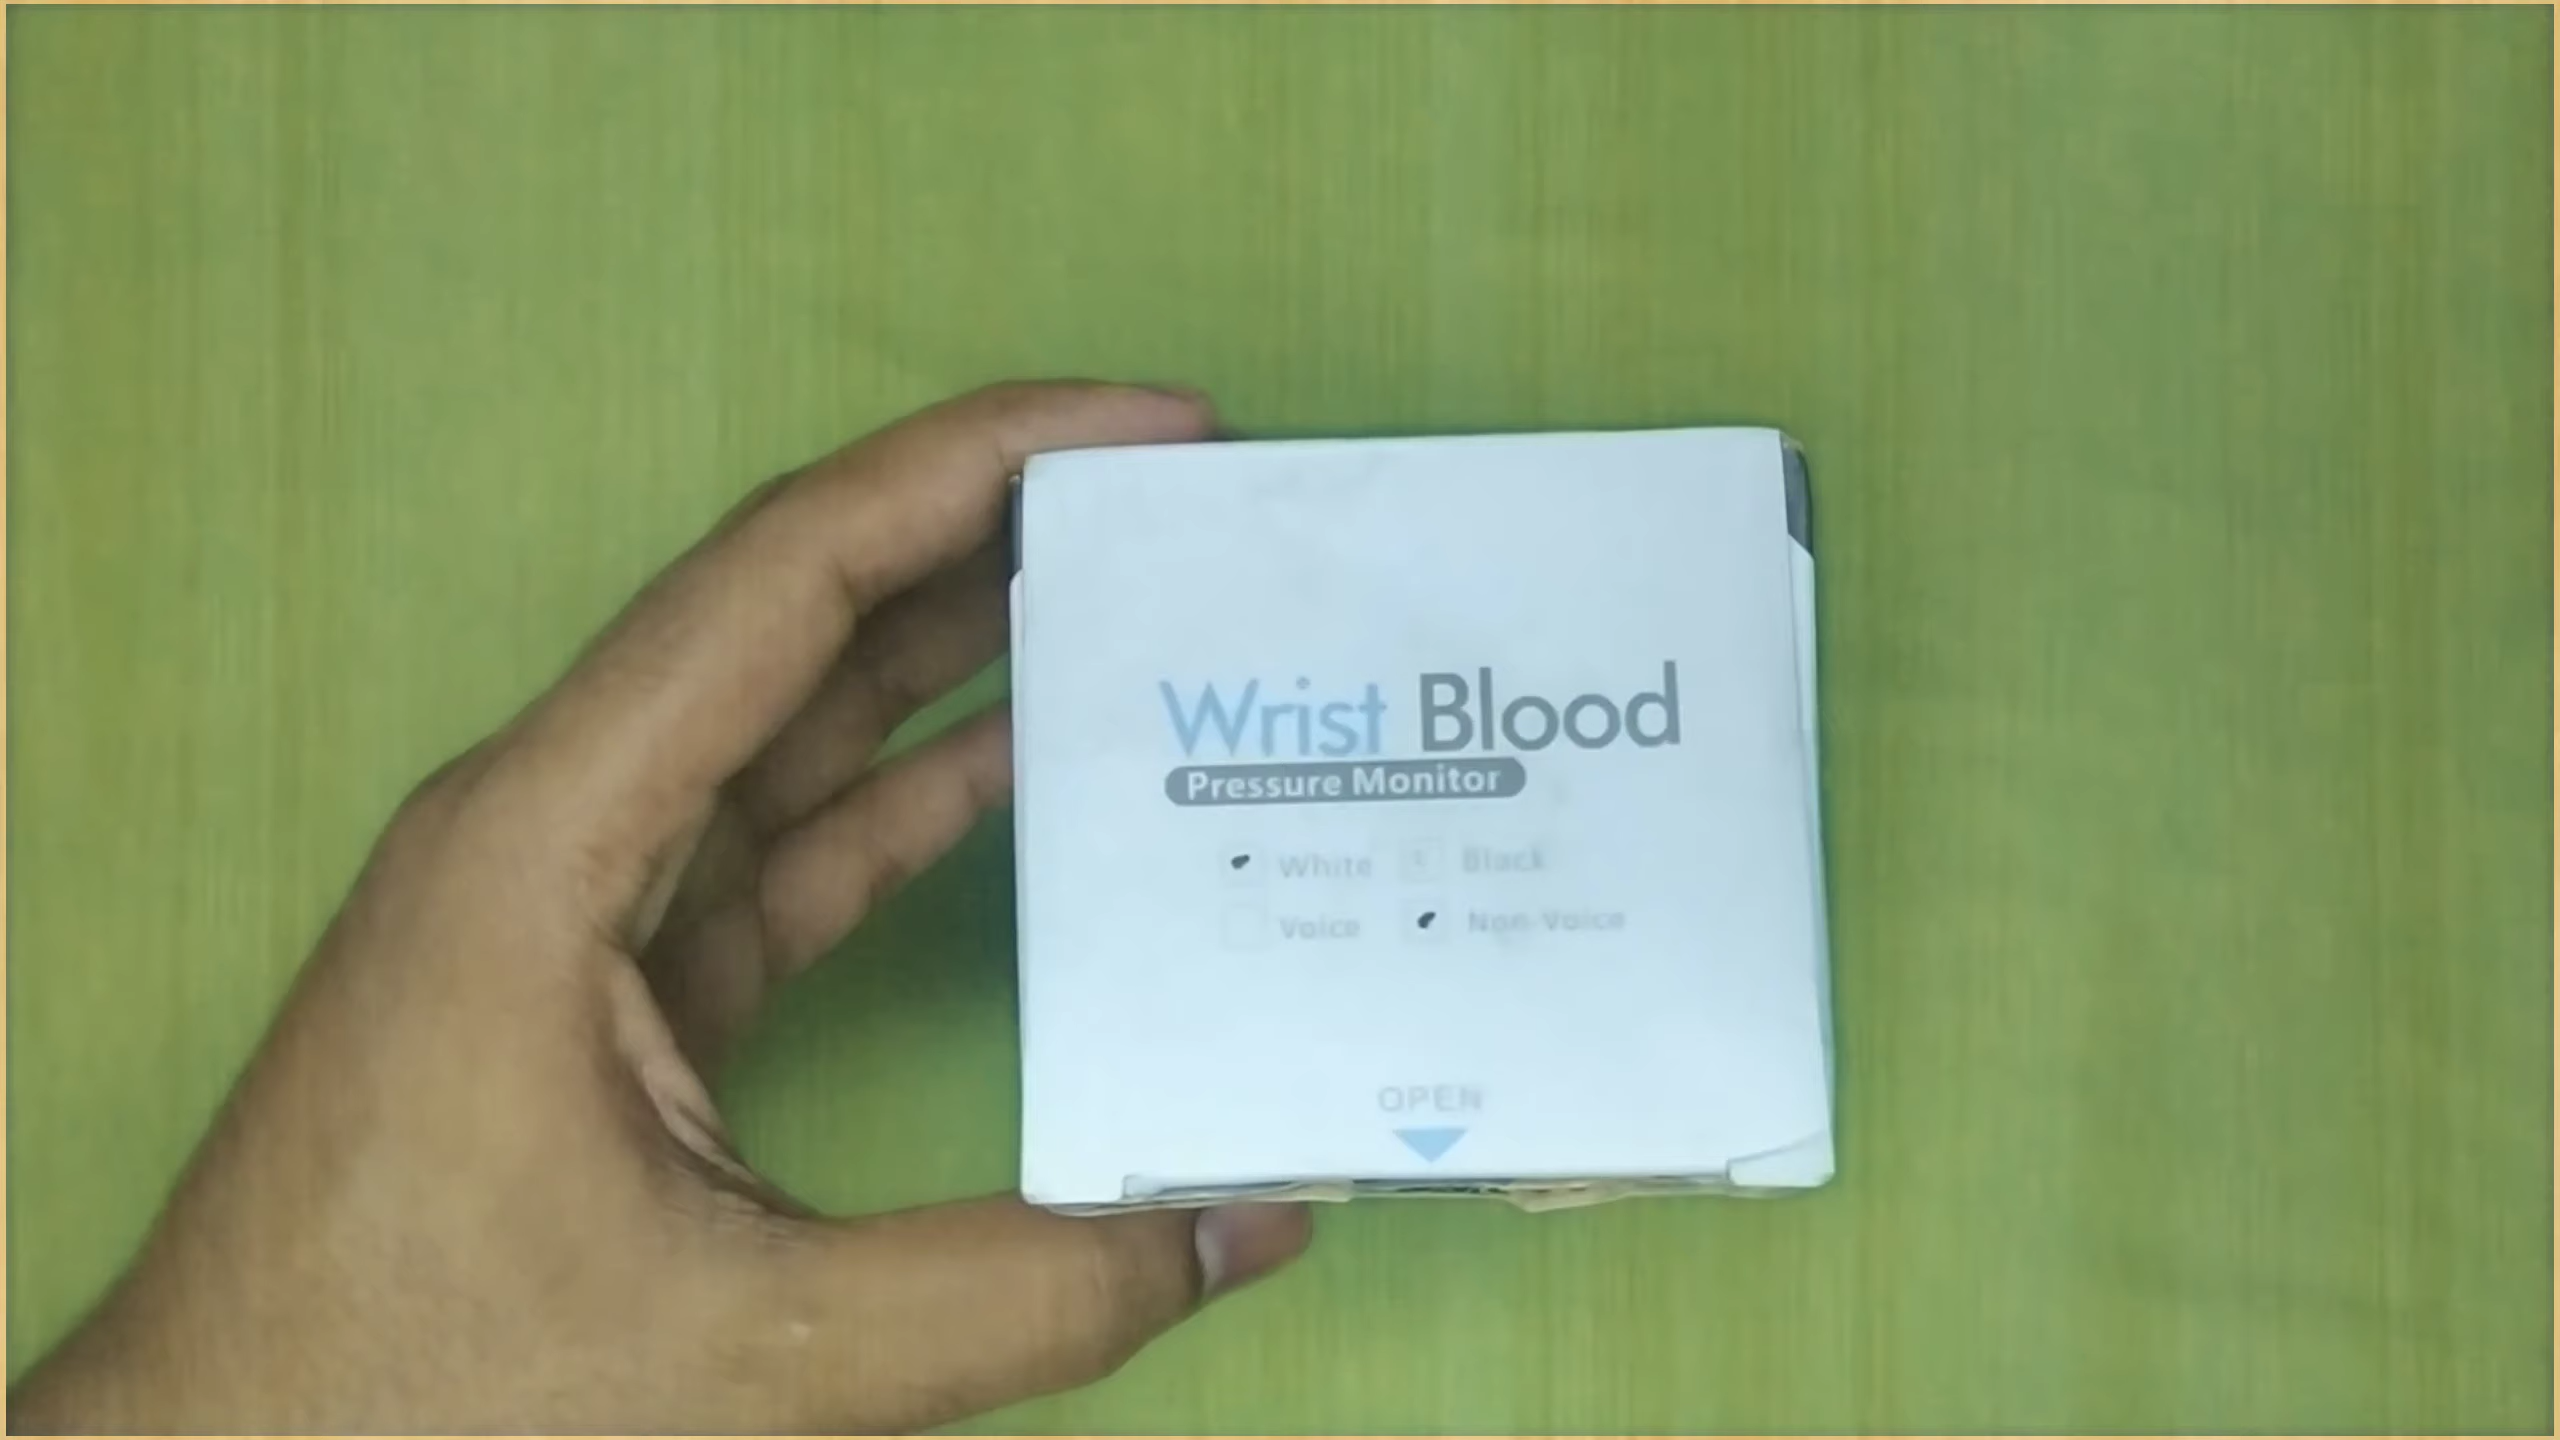 Wrist Blood
Pressure Monitor
White Black
Voice Non-Voice
OPEN